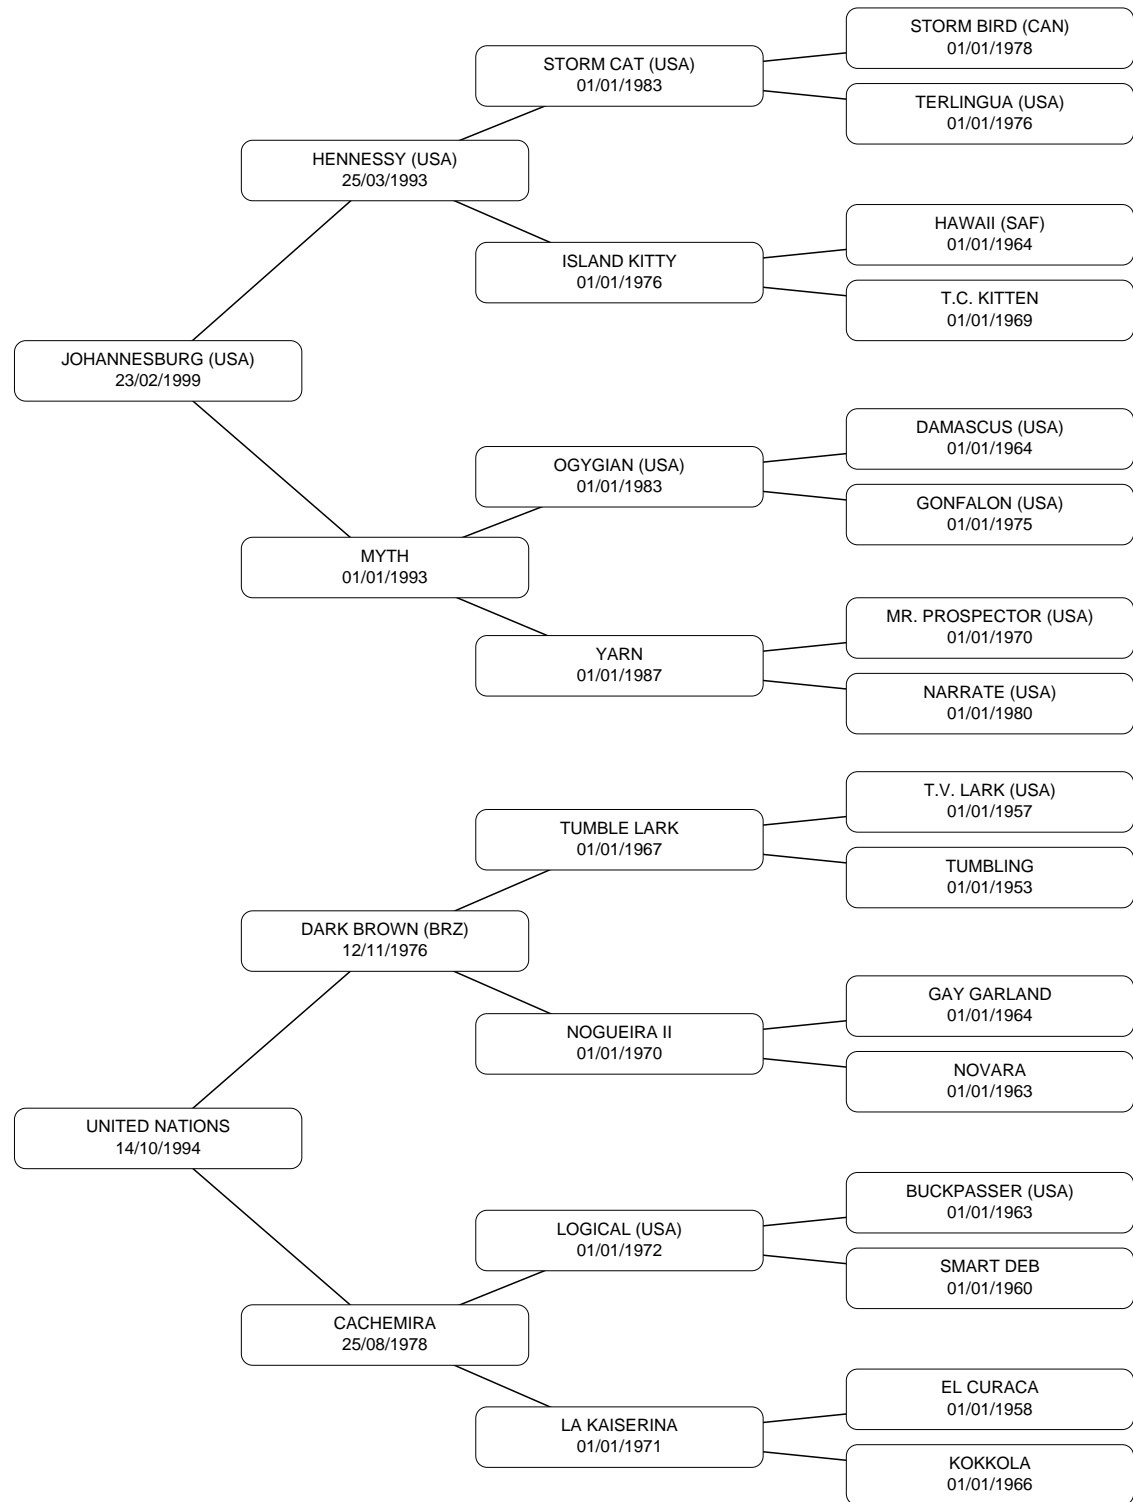 STORM BIRD (CAN)
01/01/1978
STORM CAT (USA)
01/01/1983
TERLINGUA (USA)
01/01/1976
HENNESSY (USA)
25/03/1993
HAWAII (SAF)
01/01/1964
ISLAND KITTY
01/01/1976
T.C. KITTEN
01/01/1969
JOHANNESBURG (USA)
23/02/1999
DAMASCUS (USA)
01/01/1964
OGYGIAN (USA)
01/01/1983
GONFALON (USA)
01/01/1975
MYTH
01/01/1993
MR. PROSPECTOR (USA)
01/01/1970
YARN
01/01/1987
NARRATE (USA)
01/01/1980
T.V. LARK (USA)
01/01/1957
TUMBLE LARK
01/01/1967
TUMBLING
01/01/1953
DARK BROWN (BRZ)
12/11/1976
GAY GARLAND
01/01/1964
NOGUEIRA II
01/01/1970
NOVARA
01/01/1963
UNITED NATIONS
14/10/1994
BUCKPASSER (USA)
01/01/1963
LOGICAL (USA)
01/01/1972
SMART DEB
01/01/1960
CACHEMIRA
25/08/1978
EL CURACA
01/01/1958
LA KAISERINA
01/01/1971
KOKKOLA
01/01/1966